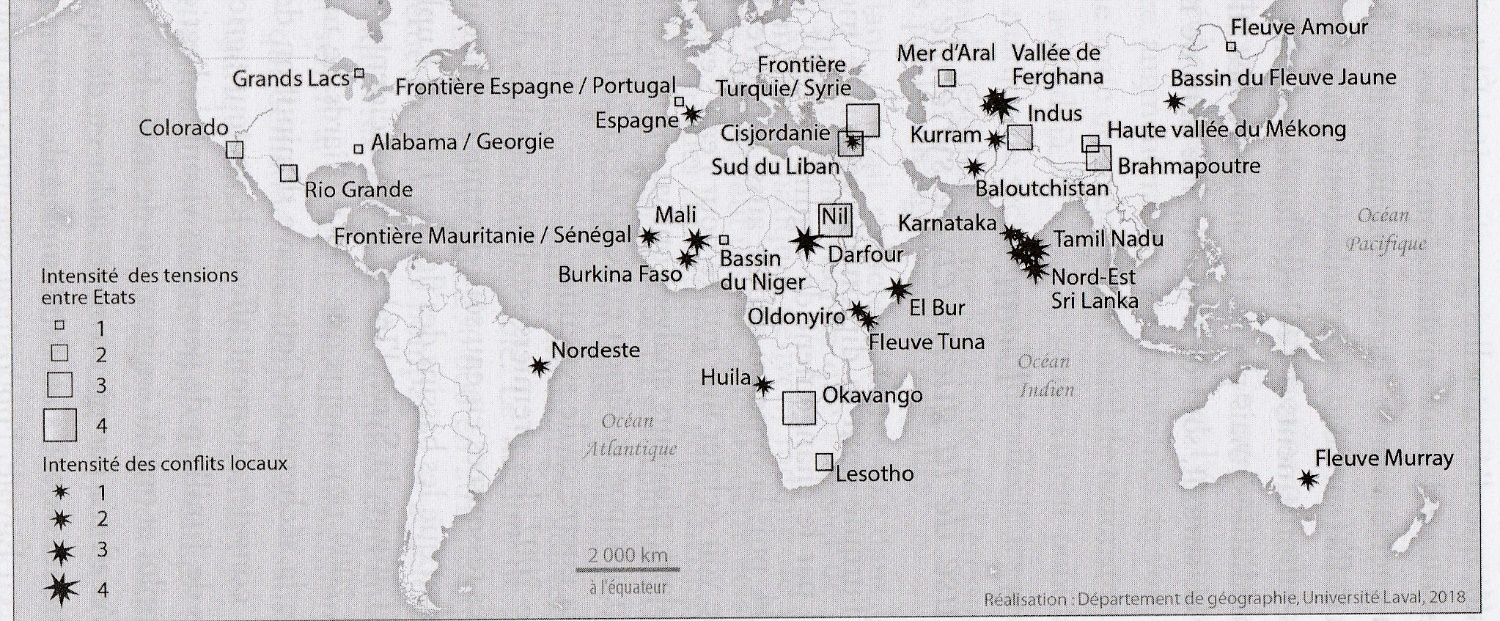 Fleuve Amour
Mer d'Aral
Vallée de
Ferghana
Frontière
Turquie/ Syrie
Grands Lacs
Frontière Espagne / Portugal
Bassin du Fleuve Jaune
Espagne
Indus
Colorado
Cisjordanie
Kurram
Haute vallée du Mékong
Alabama / Georgie
Sud du Liban
Brahmapoutre
Rio Grande
Baloutchistan
Mali
Nil
Karnataka
Océan
Pacifique
Frontière Mauritanie / Sénégal
Tamil Nadu
Darfour
Burkina Faso
Bassin
du Niger
Nord-Est
Sri Lanka
El Bur
Oldonyiro
Fleuve Tuna
Nordeste
Océan
Indien
Huila
Okavango
Océan
Atlantique
Fleuve Murray
Lesotho
Intensité des tensions
entre Etats
1
2
3
4
Intensité des conflits locaux
1
2
3
4
2 000 km
à l'équateur
Réalisation : Département de géographie, Université Laval, 2018